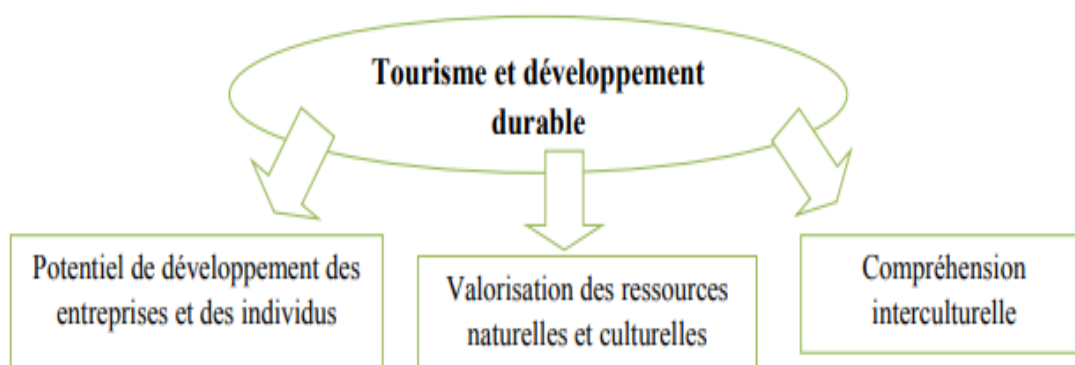 Tourisme et développement
durable
Potentiel de développement des
entreprises et des individus
Valorisation des ressources
naturelles et culturelles
Compréhension
interculturelle